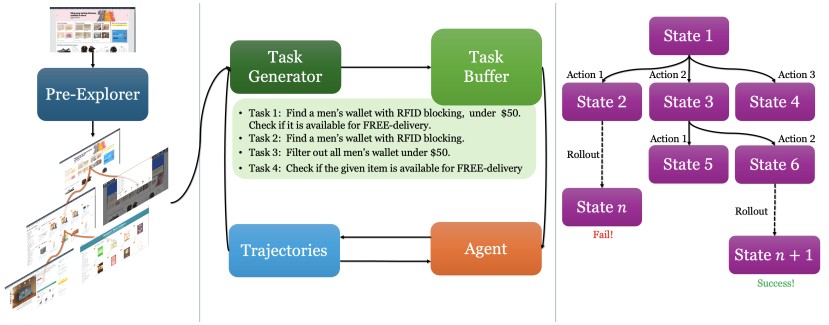 Pre-Explorer
Task
Generator
Task
Buffer
• Task 1: Find a men's wallet with RFID blocking, under $50.
Check if it is available for FREE-delivery.
• Task 2: Find a men's wallet with RFID blocking.
• Task 3: Filter out all men's wallet under $50.
• Task 4: Check if the given item is available for FREE-delivery
Trajectories
Agent
State 1
Action 1
Action 2
Action 3
State 2
State 3
State 4
Action 1
Action 2
Rollout
State 5
State 6
State n
Fail!
Rollout
State n + 1
Success!